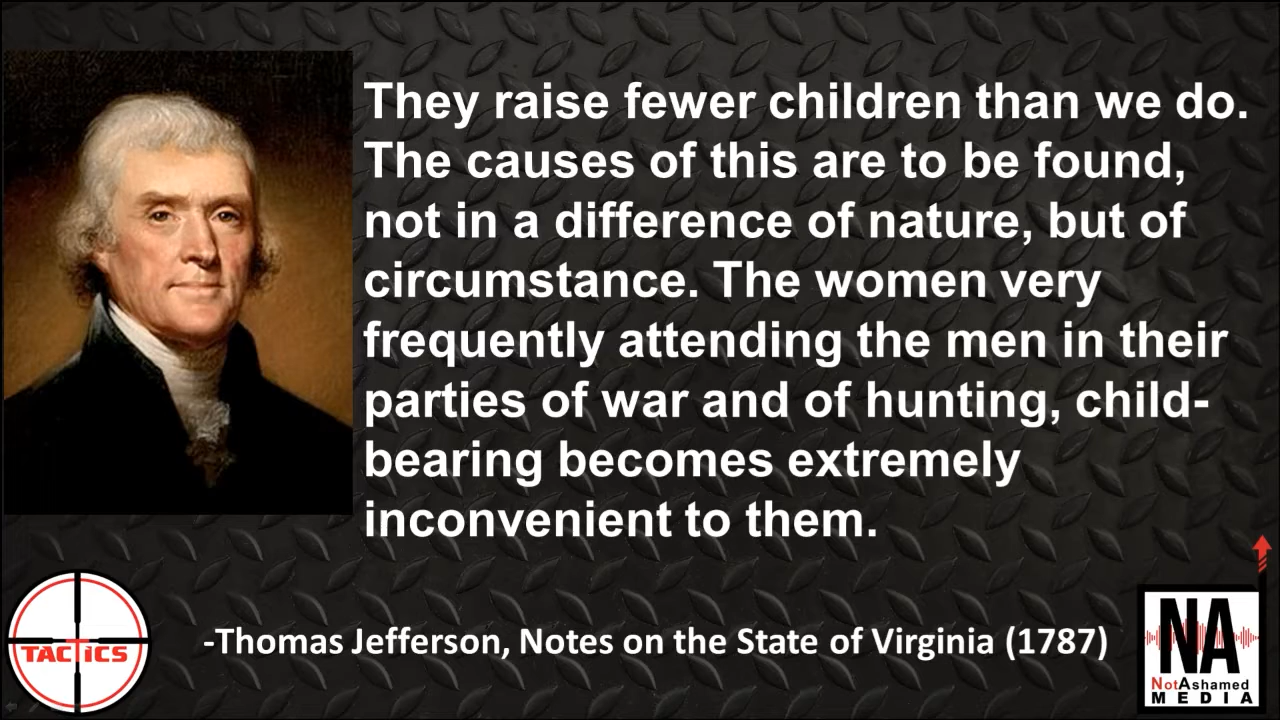 They raise fewer children than we do.
The causes of this are to be found,
not in a difference of nature, but of
circumstance. The women very
frequently attending the men in their
parties of war and of hunting, child-
bearing becomes extremely
inconvenient to them.
-Thomas Jefferson, Notes on the State of Virginia (1787)
TACTICS
NA
NotAshamed
MEDIA